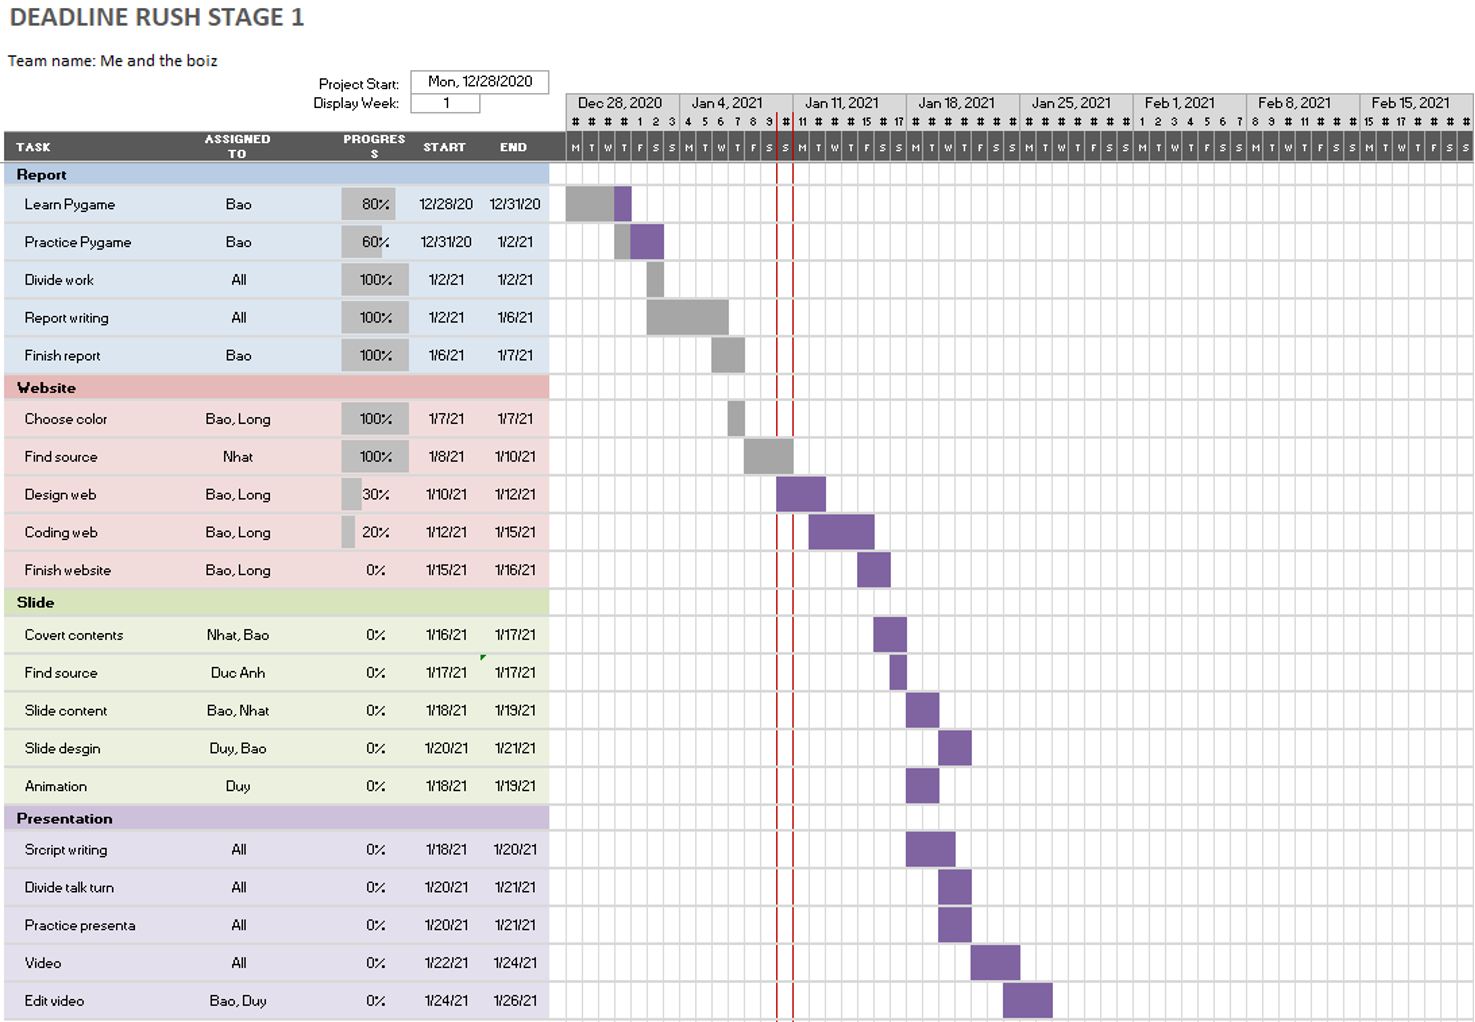 DEADLINE RUSH STAGE 1
Team name: Me and the boiz
Project Start: Mon, 12/28/2020
Display Week: 1
Dec 28, 2020 Jan 4, 2021 Jan 11, 2021 Jan 18, 2021 Jan 25, 2021 Feb 1, 2021 Feb 8, 2021 Feb 15, 2021
# # # # 1 2 3 4 5 6 7 8 9 # 11 # # # 15 # 17 # # # # # # # # # # # # # # 1 2 3 4 5 6 7 8 9 # 11 # # # 15 # 17 # # # #
TASK ASSIGNED TO PROGRESS START END M T W T F S S M T W T F S S M T W T F S S M T W T F S S M T W T F S S M T W T F S S M T W T F S S M T W T F S S
Report
Learn Pygame Bao 80% 12/28/20 12/31/20
Practice Pygame Bao 60% 12/31/20 1/2/21
Divide work All 100% 1/2/21 1/2/21
Report writing All 100% 1/2/21 1/6/21
Finish report Bao 100% 1/6/21 1/7/21
Website
Choose color Bao, Long 100% 1/7/21 1/7/21
Find source Nhat 100% 1/8/21 1/10/21
Design web Bao, Long 30% 1/10/21 1/12/21
Coding web Bao, Long 20% 1/12/21 1/15/21
Finish website Bao, Long 0% 1/15/21 1/16/21
Slide
Covert contents Nhat, Bao 0% 1/16/21 1/17/21
Find source Duc Anh 0% 1/17/21 1/17/21
Slide content Bao, Nhat 0% 1/18/21 1/19/21
Slide desgin Duy, Bao 0% 1/20/21 1/21/21
Animation Duy 0% 1/18/21 1/19/21
Presentation
Srcript writing All 0% 1/18/21 1/20/21
Divide talk turn All 0% 1/20/21 1/21/21
Practice presenta All 0% 1/20/21 1/21/21
Video All 0% 1/22/21 1/24/21
Edit video Bao, Duy 0% 1/24/21 1/26/21